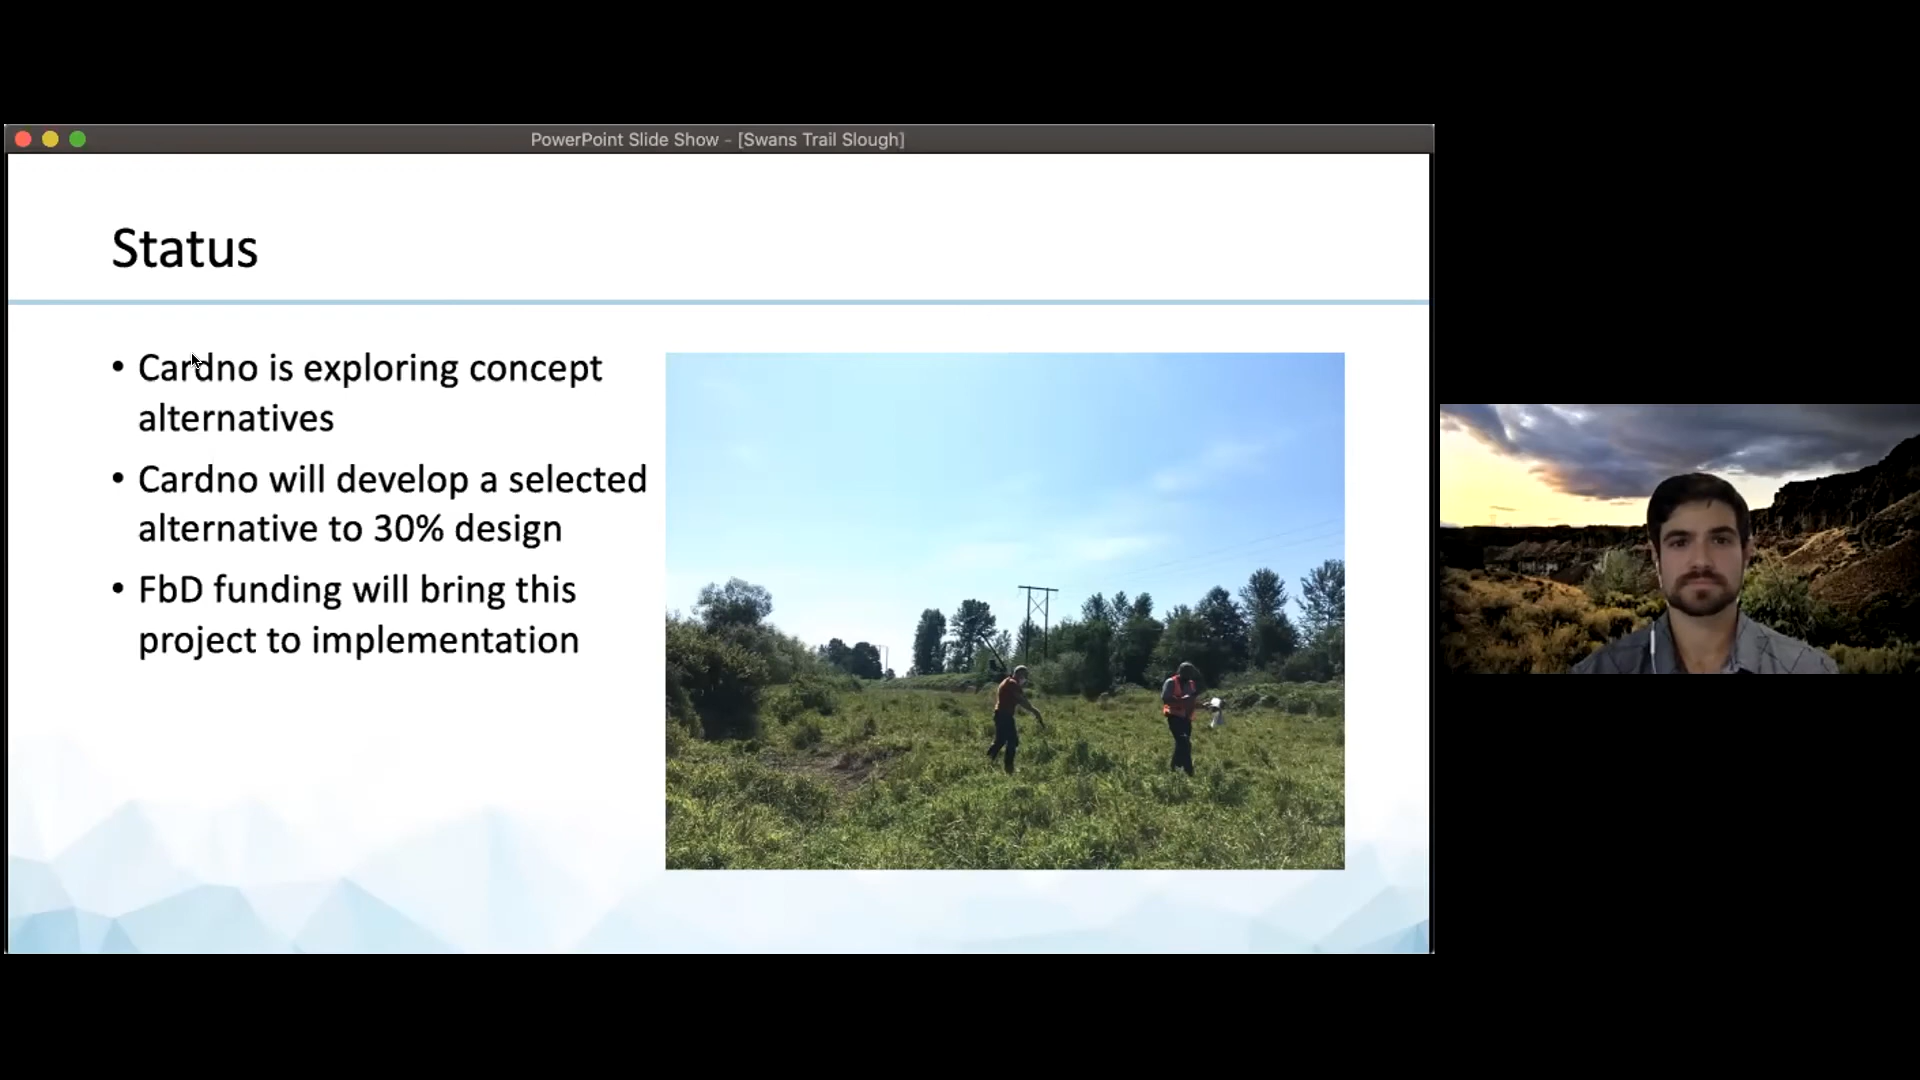 PowerPoint Slide Show - [Swans Trail Slough]
Status
• Cardno is exploring concept
alternatives
• Cardno will develop a selected
alternative to 30% design
• FbD funding will bring this
project to implementation